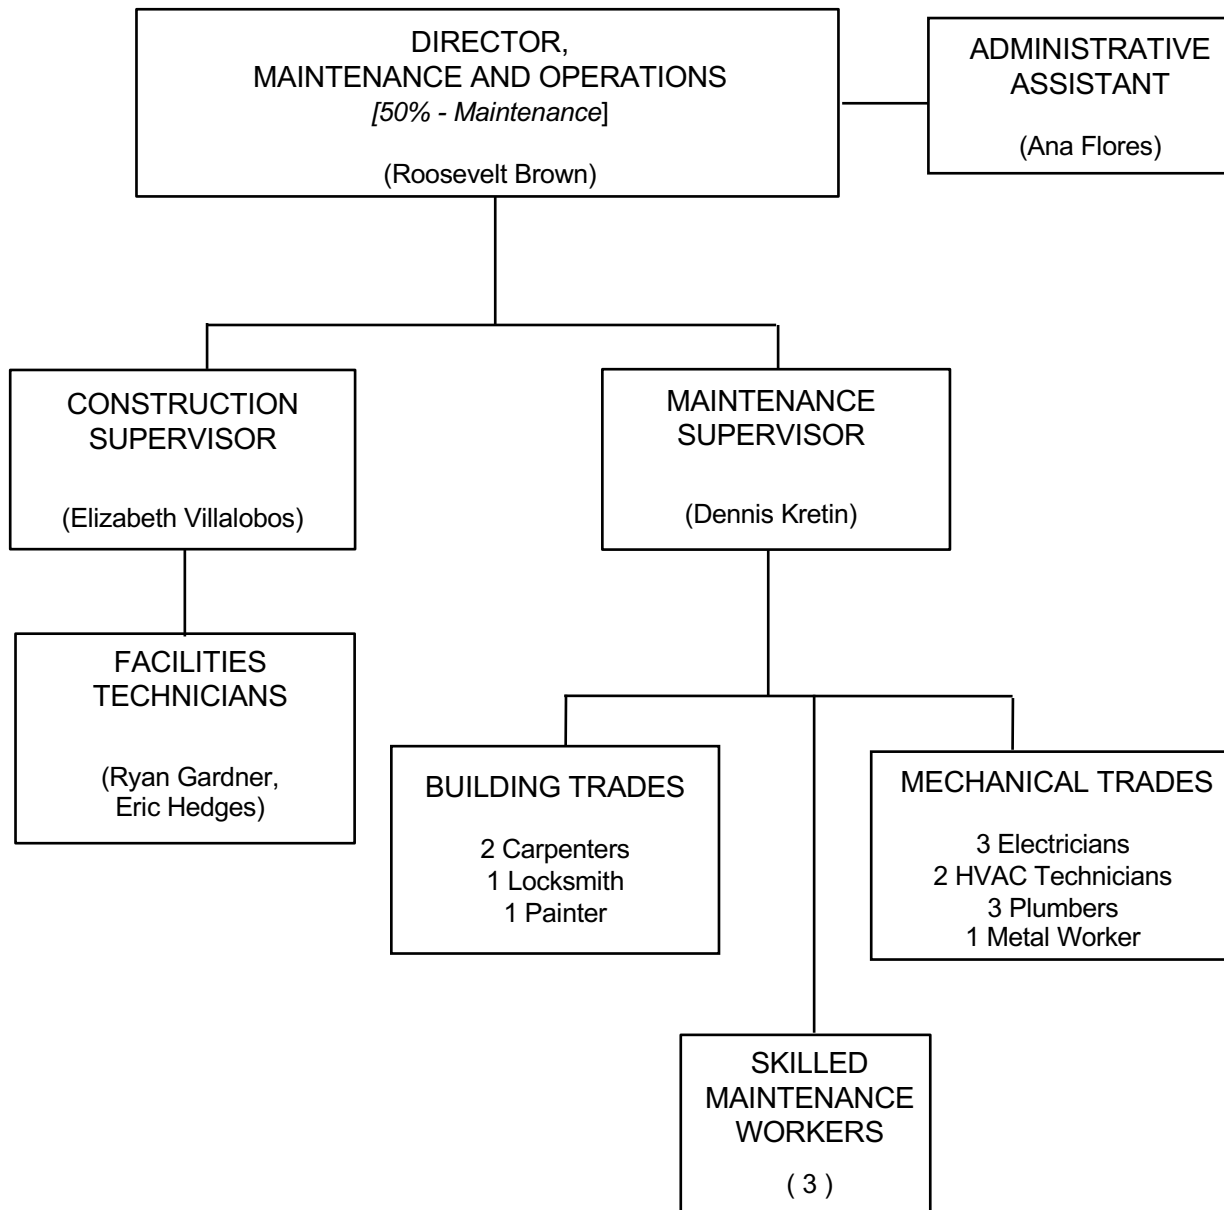 DIRECTOR,
MAINTENANCE AND OPERATIONS
[50% - Maintenance]
(Roosevelt Brown)
ADMINISTRATIVE
ASSISTANT
(Ana Flores)
CONSTRUCTION
SUPERVISOR
(Elizabeth Villalobos)
MAINTENANCE
SUPERVISOR
(Dennis Kretin)
FACILITIES
TECHNICIANS
(Ryan Gardner,
Eric Hedges)
BUILDING TRADES
2 Carpenters
1 Locksmith
1 Painter
MECHANICAL TRADES
3 Electricians
2 HVAC Technicians
3 Plumbers
1 Metal Worker
SKILLED
MAINTENANCE
WORKERS
( 3 )